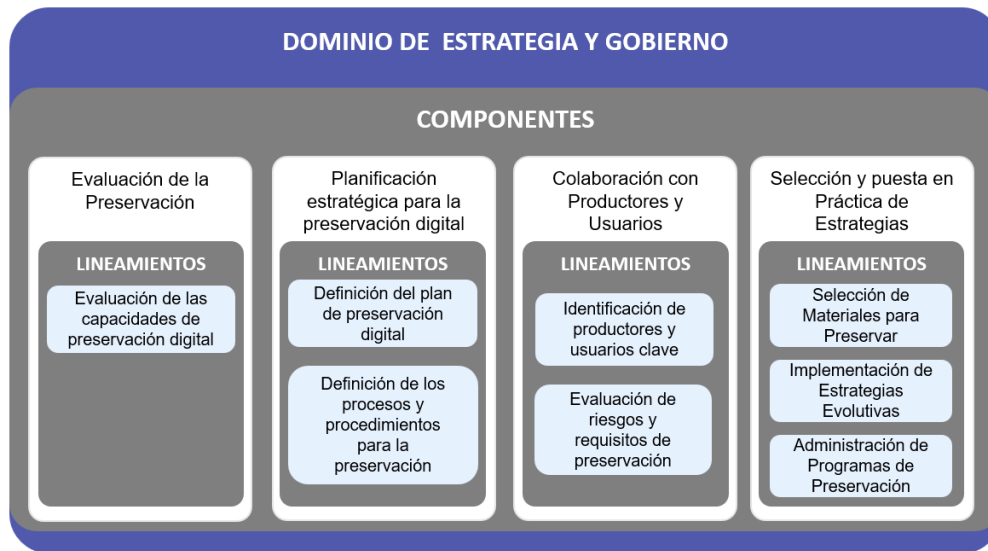 DOMINIO DE ESTRATEGIA Y GOBIERNO
COMPONENTES
Evaluación de la
Preservación
LINEAMIENTOS
Evaluación de las
capacidades de
preservación digital
Planificación
estratégica para la
preservación digital
LINEAMIENTOS
Definición del plan
de preservación
digital
Definición de los
procesos y
procedimientos
para la
preservación
Colaboración con
Productores y
Usuarios
LINEAMIENTOS
Identificación de
productores y
usuarios clave
Evaluación de
riesgos y
requisitos de
preservación
Selección y puesta en
Práctica de
Estrategias
LINEAMIENTOS
Selección de
Materiales para
Preservar
Implementación de
Estrategias
Evolutivas
Administración de
Programas de
Preservación